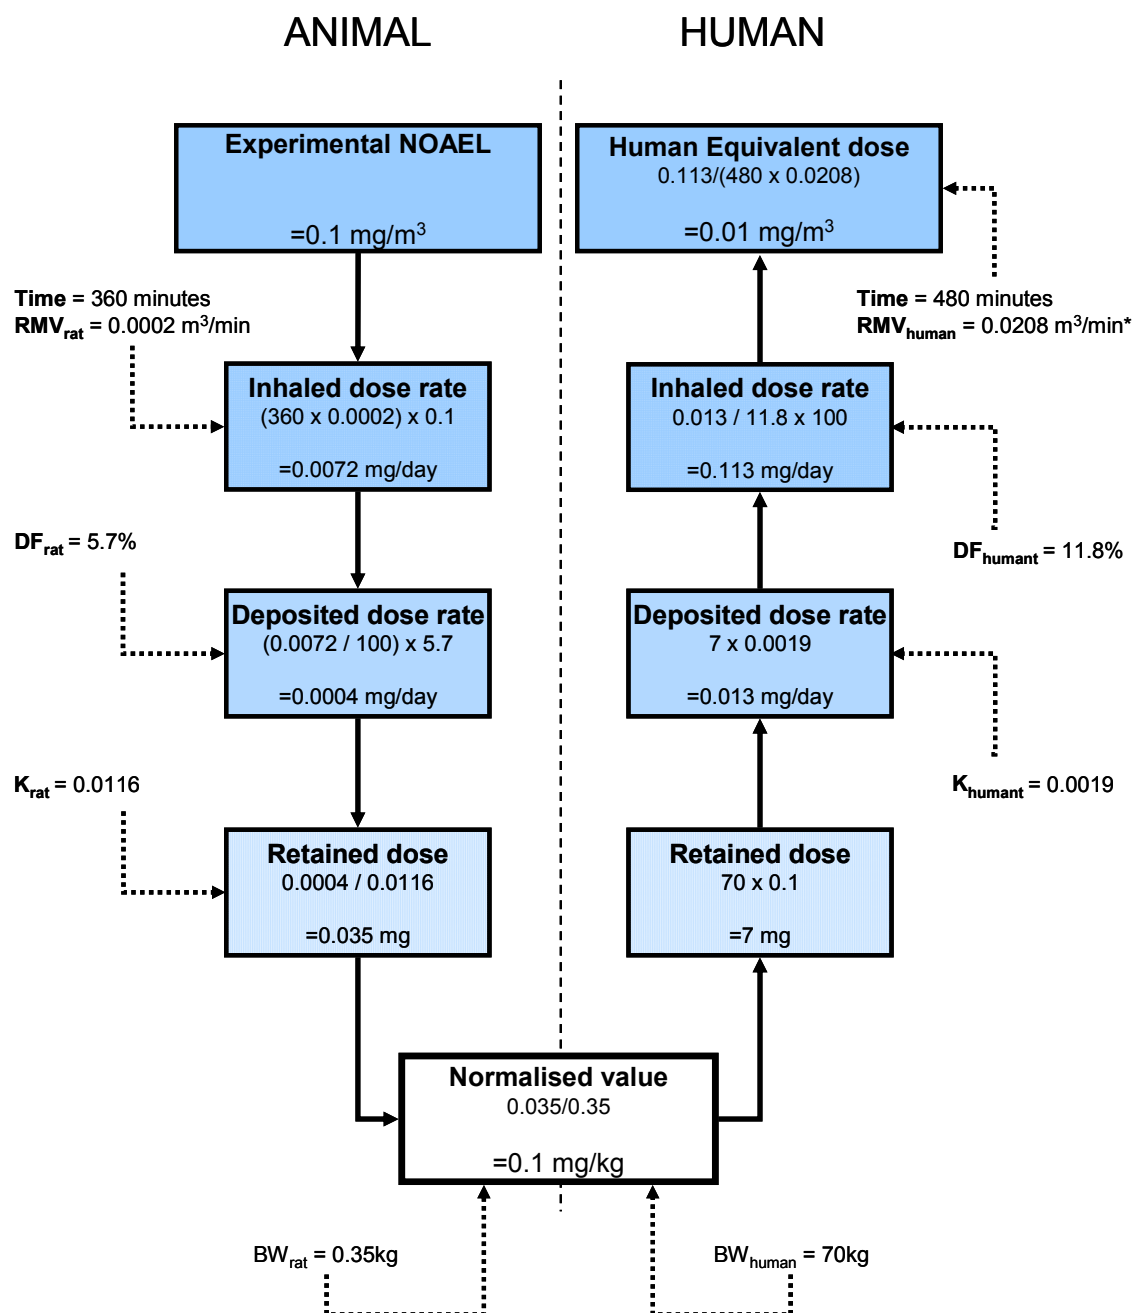 ANIMAL
HUMAN
Experimental NOAEL
=0.1 mg/m³
Human Equivalent dose
0.113/(480 x 0.0208)
=0.01 mg/m³
Time = 360 minutes
RMVrat = 0.0002 m³/min
Time = 480 minutes
RMVhuman = 0.0208 m³/min*
Inhaled dose rate
(360 x 0.0002) x 0.1
=0.0072 mg/day
Inhaled dose rate
0.013 / 11.8 x 100
=0.113 mg/day
DFrat = 5.7%
DFhumant = 11.8%
Deposited dose rate
(0.0072 / 100) x 5.7
=0.0004 mg/day
Deposited dose rate
7 x 0.0019
=0.013 mg/day
Krat = 0.0116
Khumant = 0.0019
Retained dose
0.0004 / 0.0116
=0.035 mg
Retained dose
70 x 0.1
=7 mg
Normalised value
0.035/0.35
=0.1 mg/kg
BWrat = 0.35kg
BWhuman = 70kg